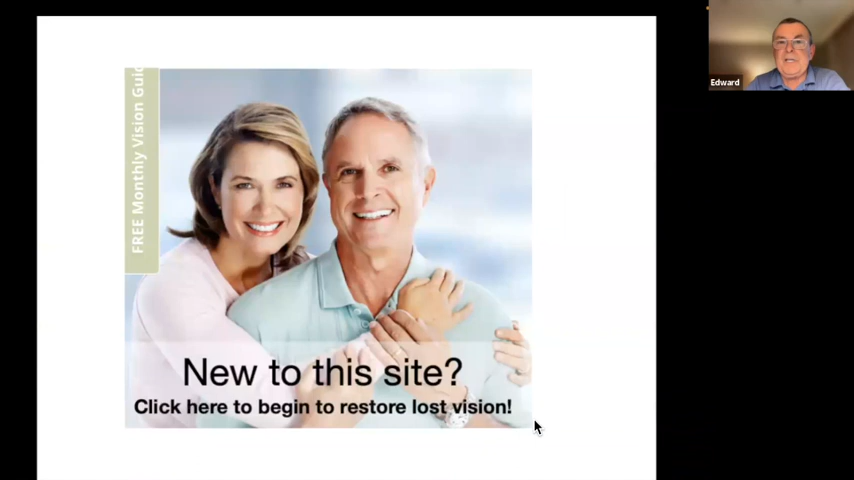 FREE Monthly Vision Guid
New to this site?
Click here to begin to restore lost vision!
Edward